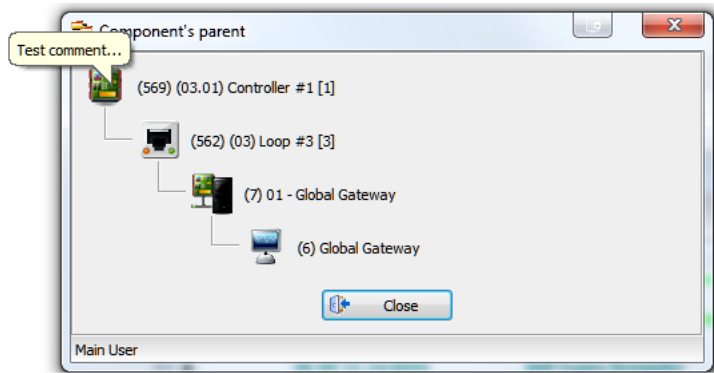 Component's parent
Test comment...
(569) (03.01) Controller #1 [1]
(562) (03) Loop #3 [3]
(7) 01 - Global Gateway
(6) Global Gateway
Close
Main User